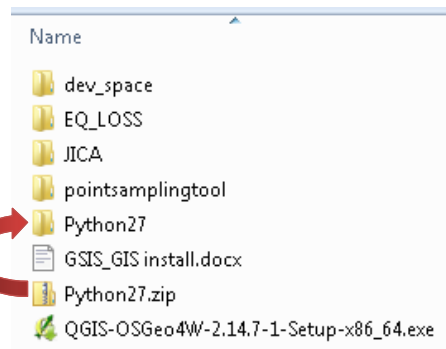 Name
dev_space
EQ_LOSS
JICA
pointsamplingtool
Python27
GSIS_GIS install.docx
Python27.zip
QGIS-OSGeo4W-2.14.7-1-Setup-x86_64.exe